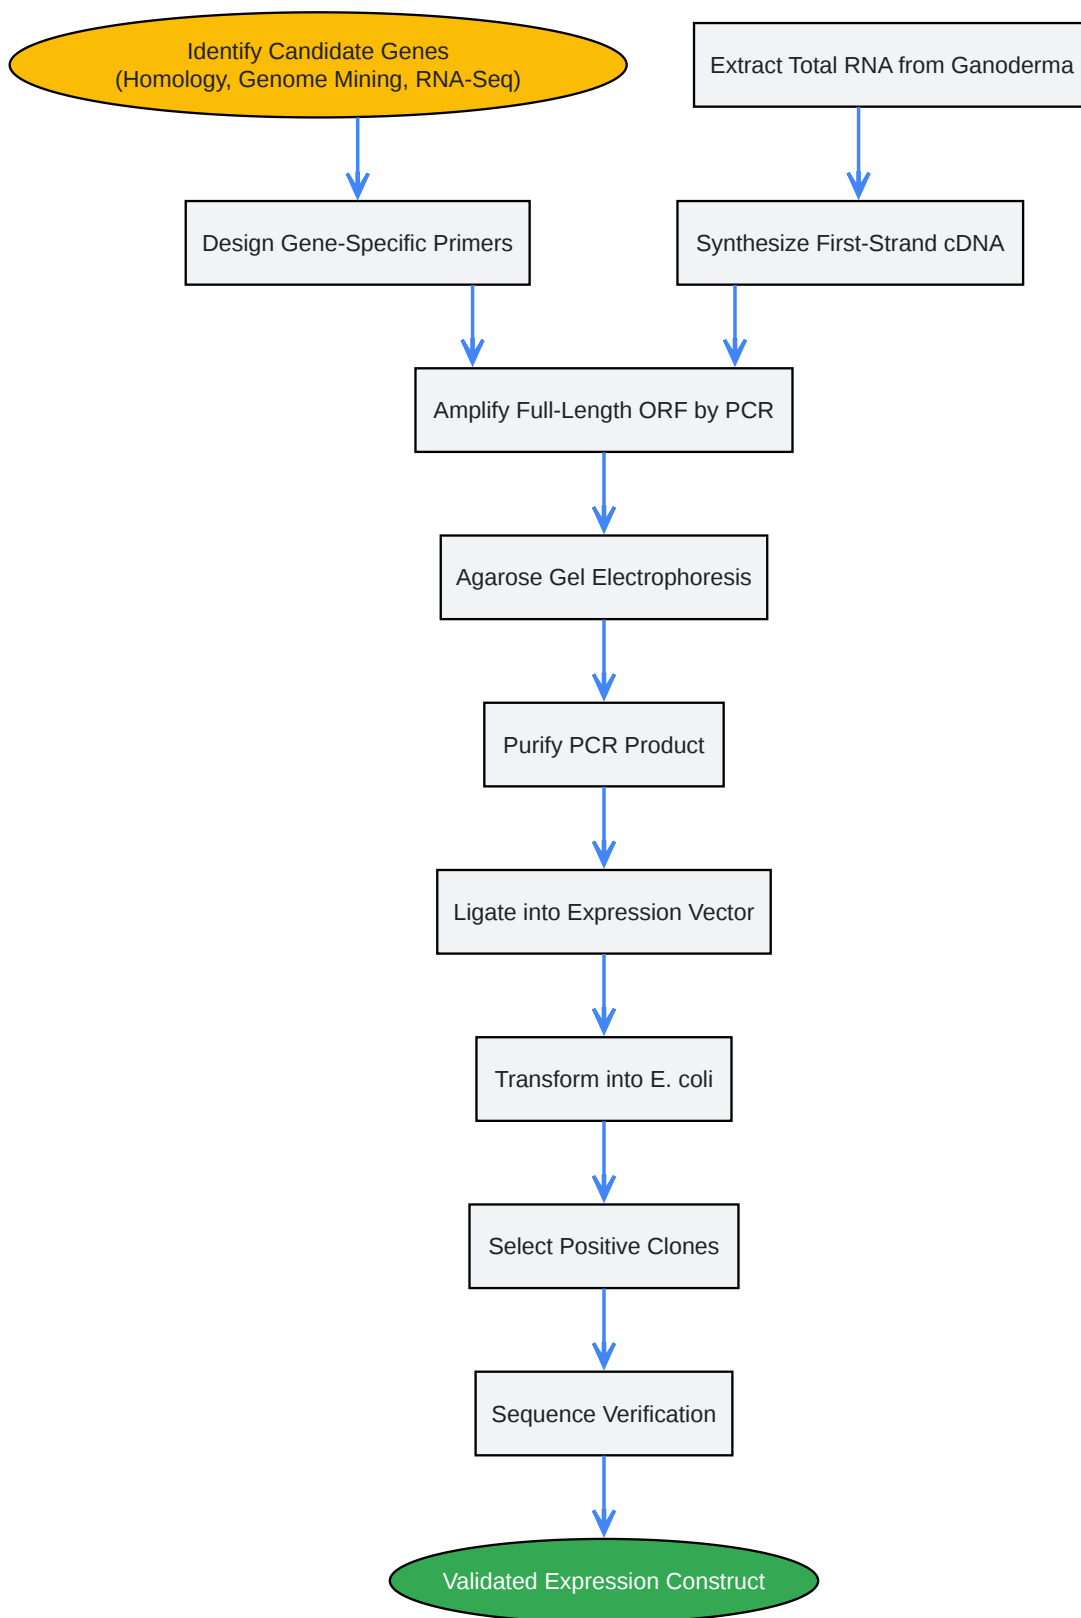 Identify Candidate Genes
(Homology, Genome Mining, RNA-Seq)
Extract Total RNA from Ganoderma
Design Gene-Specific Primers
Synthesize First-Strand cDNA
Amplify Full-Length ORF by PCR
Agarose Gel Electrophoresis
Purify PCR Product
Ligate into Expression Vector
Transform into E. coli
Select Positive Clones
Sequence Verification
Validated Expression Construct